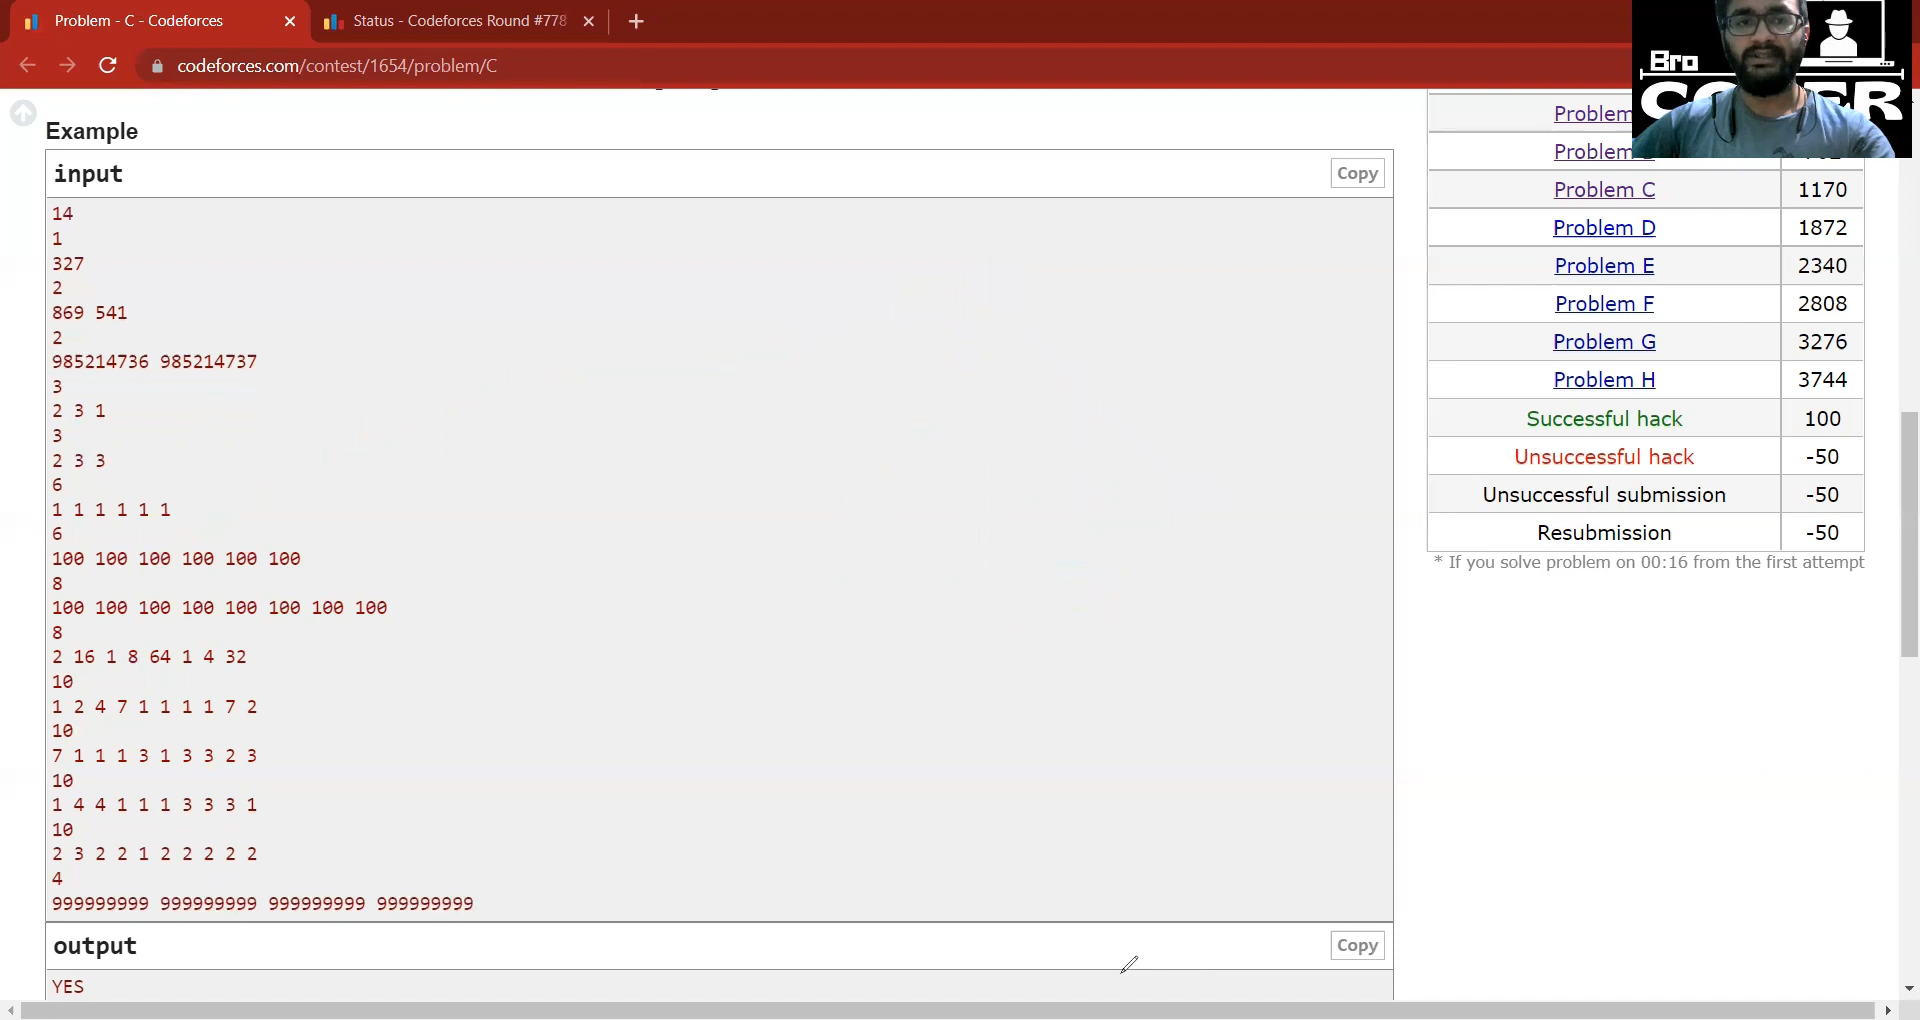 Problem - C - Codeforces
Status - Codeforces Round #778
codeforces.com/contest/1654/problem/C
Bro
Example
input
Copy
14
1
327
2
869 541
2
985214736 985214737
3
2 3 1
3
2 3 3
6
1 1 1 1 1 1
6
100 100 100 100 100 100
8
100 100 100 100 100 100 100 100
8
2 16 1 8 64 1 4 32
10
1 2 4 7 1 1 1 1 7 2
10
7 1 1 1 3 1 3 3 2 3
10
1 4 4 1 1 1 3 3 3 1
10
2 3 2 2 1 2 2 2 2 2
4
999999999 999999999 999999999 999999999
output
Copy
YES
Problem
Problem
Problem C 1170
Problem D 1872
Problem E 2340
Problem F 2808
Problem G 3276
Problem H 3744
Successful hack 100
Unsuccessful hack -50
Unsuccessful submission -50
Resubmission -50
* If you solve problem on 00:16 from the first attempt